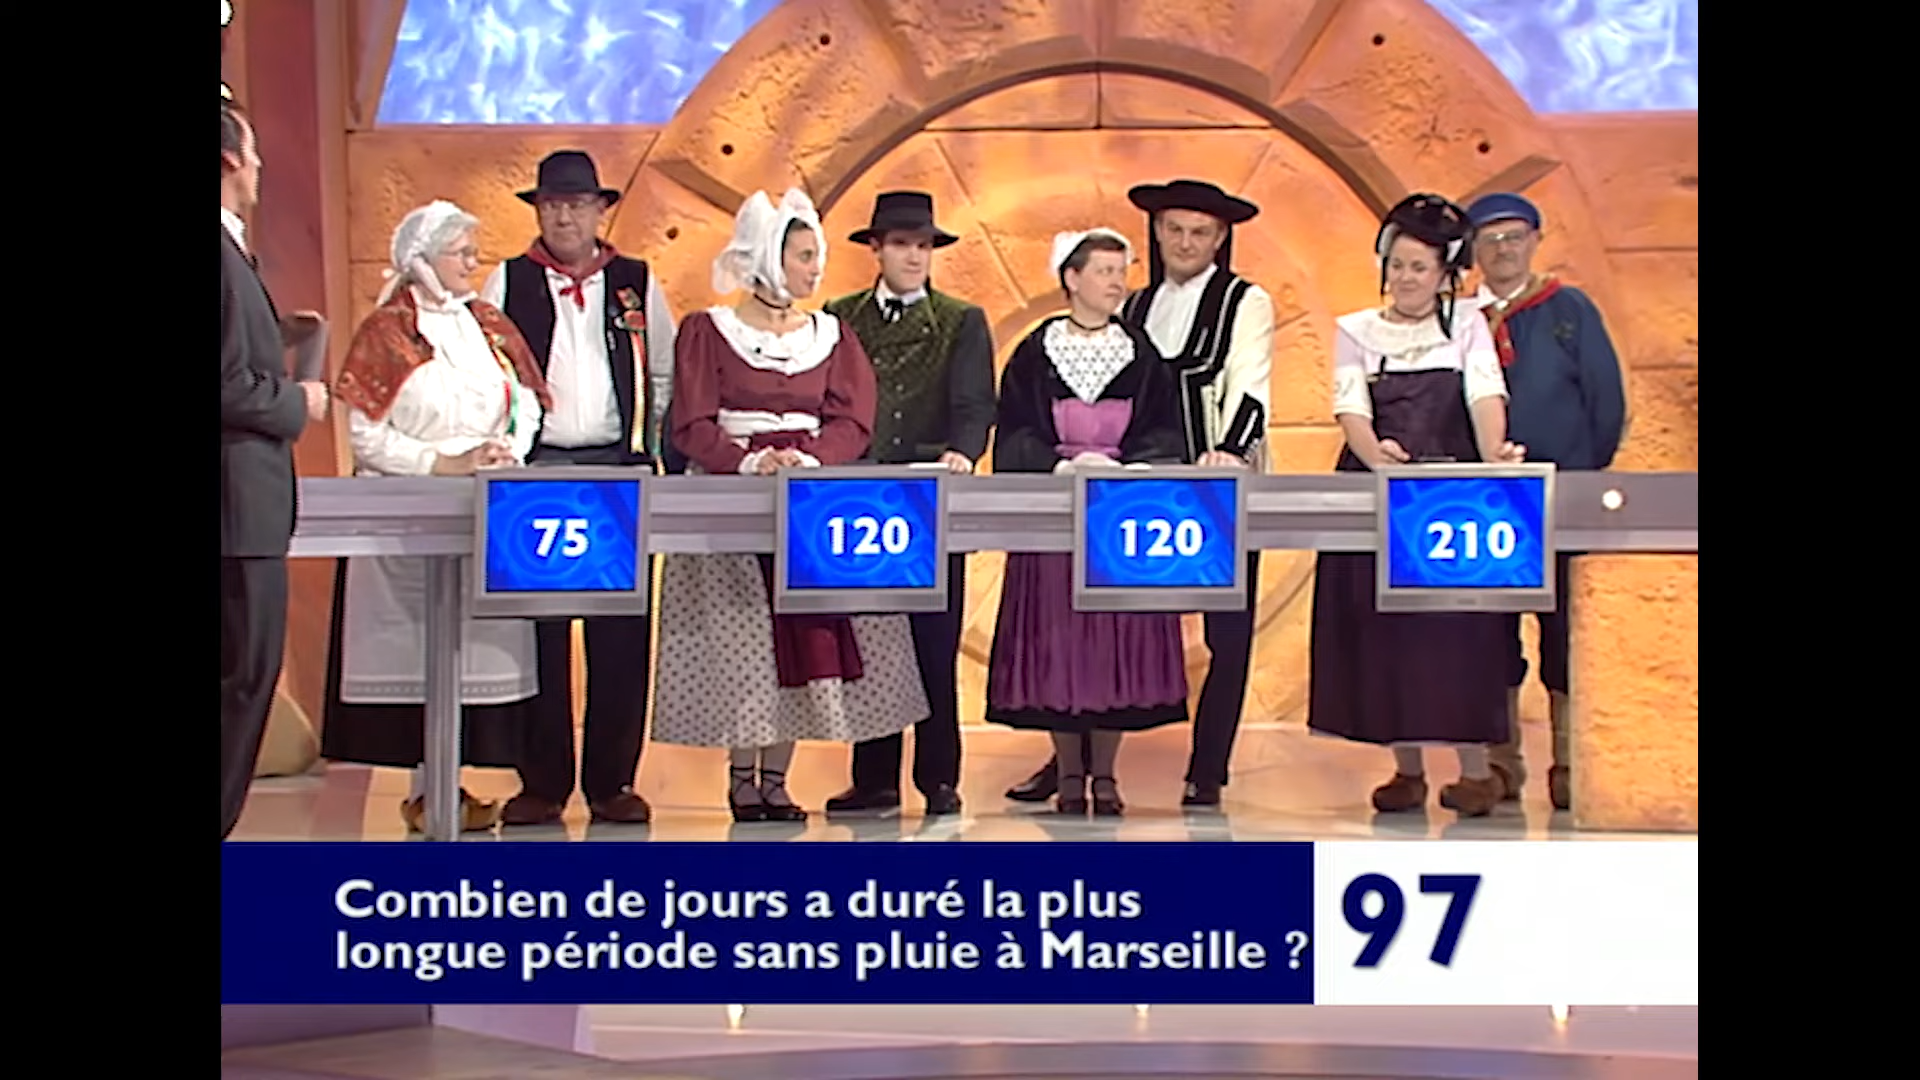 75
120
120
210
Combien de jours a duré la plus
longue période sans pluie à Marseille ?
97